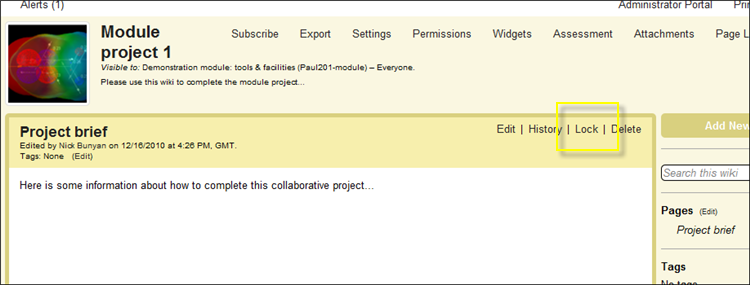 Alerts (1) Administrator Portal
Module project 1
Subscribe Export Settings Permissions Widgets Assessment Attachments Page
Visible to: Demonstration module: tools & facilities (Paul201-module) – Everyone.
Please use this wiki to complete the module project...
Project brief
Edit | History | Lock | Delete
Edited by Nick Bunyan on 12/16/2010 at 4:26 PM, GMT.
Tags: None (Edit)
Here is some information about how to complete this collaborative project...
Add New
Search this wiki
Pages (Edit)
Project brief
Tags
No tags